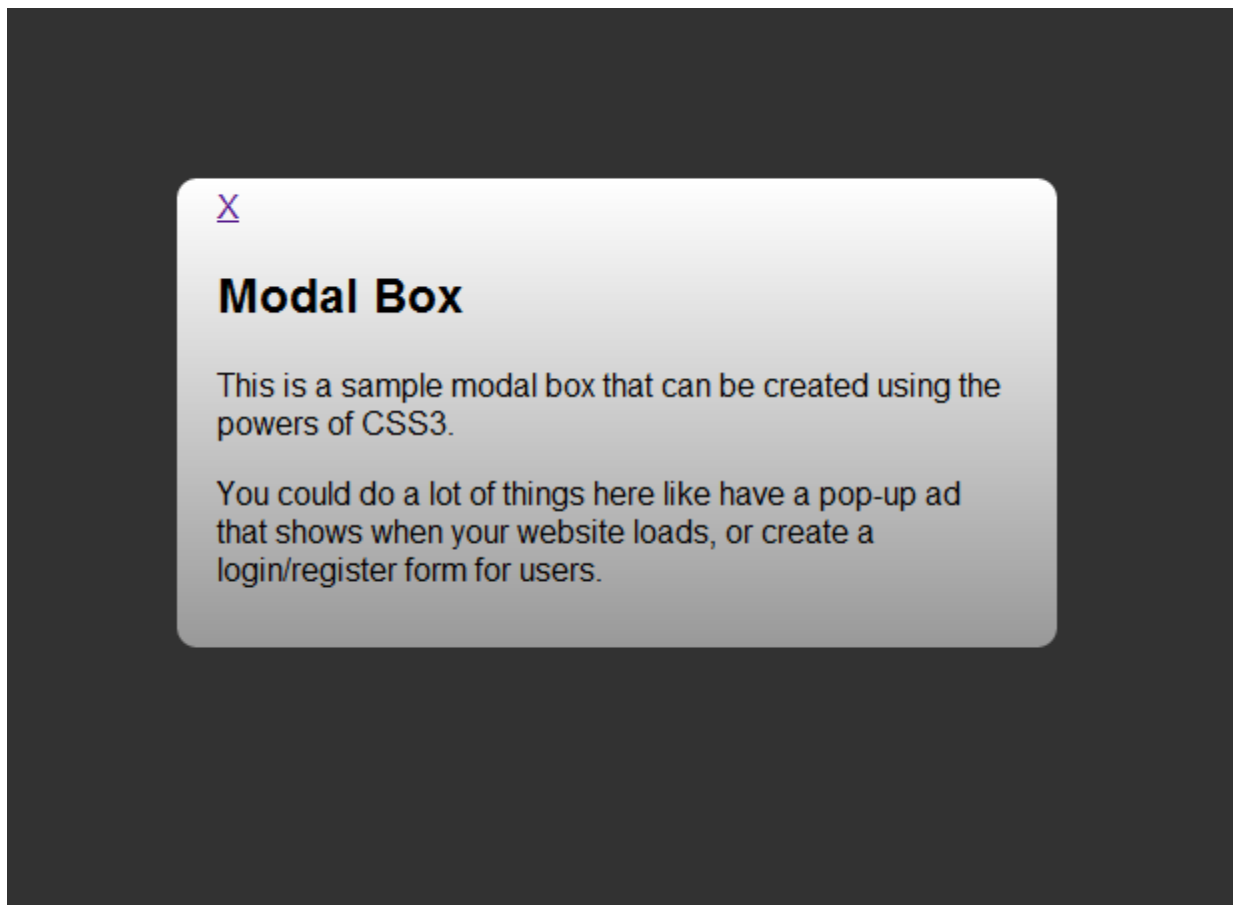 X
Modal Box
This is a sample modal box that can be created using the
powers of CSS3.
You could do a lot of things here like have a pop-up ad
that shows when your website loads, or create a
login/register form for users.